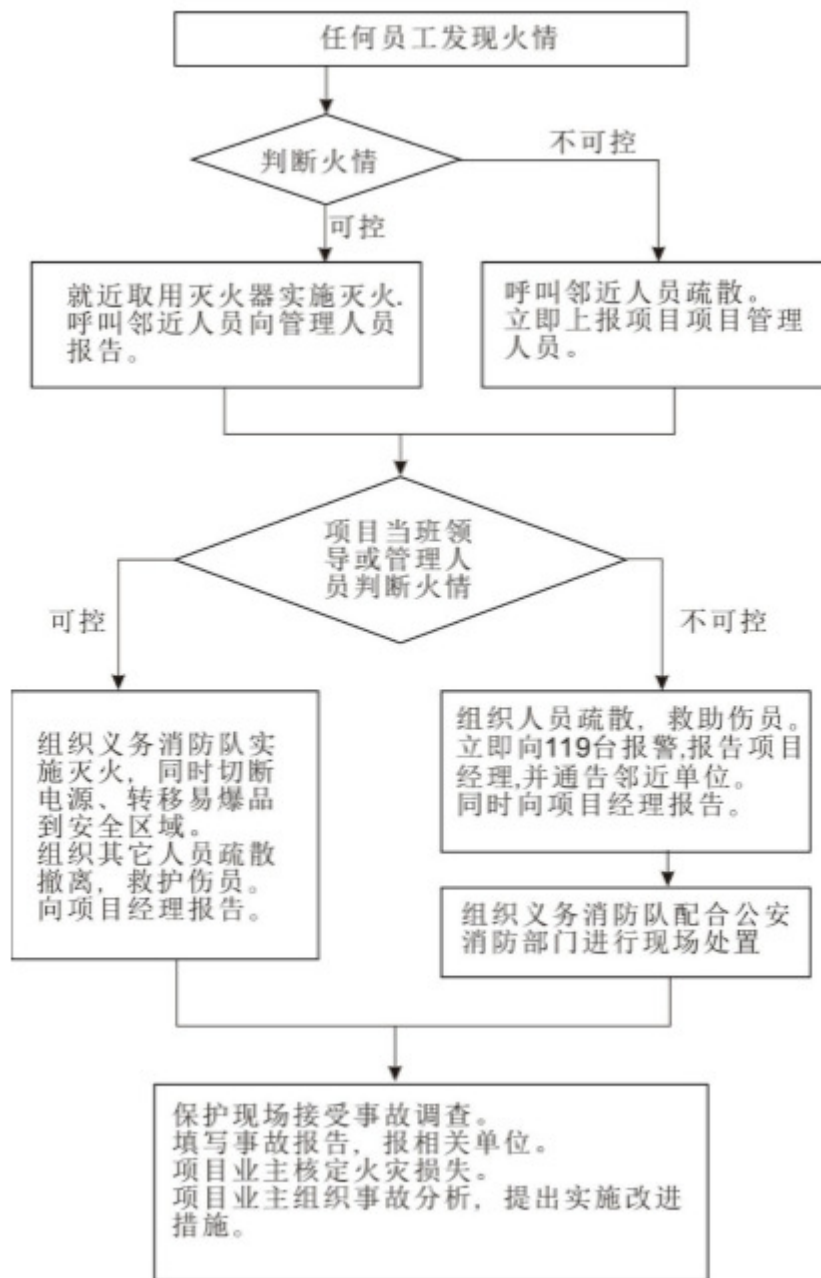 任何员工发现火情
判断火情
不可控
可控
就近取用灭火器实施灭火.
呼叫邻近人员向管理人员
报告。
呼叫邻近人员疏散。
立即上报项目项目管理
人员。
项目当班领
导或管理人
员判断火情
可控
不可控
组织义务消防队实
施灭火，同时切断
电源、转移易爆品
到安全区域。
组织其它人员疏散
撤离，救护伤员。
向项目经理报告。
组织人员疏散，救助伤员。
立即向119台报警,报告项目
经理,并通告邻近单位。
同时向项目经理报告。
组织义务消防队配合公安
消防部门进行现场处置
保护现场接受事故调查。
填写事故报告，报相关单位。
项目业主核定火灾损失。
项目业主组织事故分析，提出实施改进
措施。